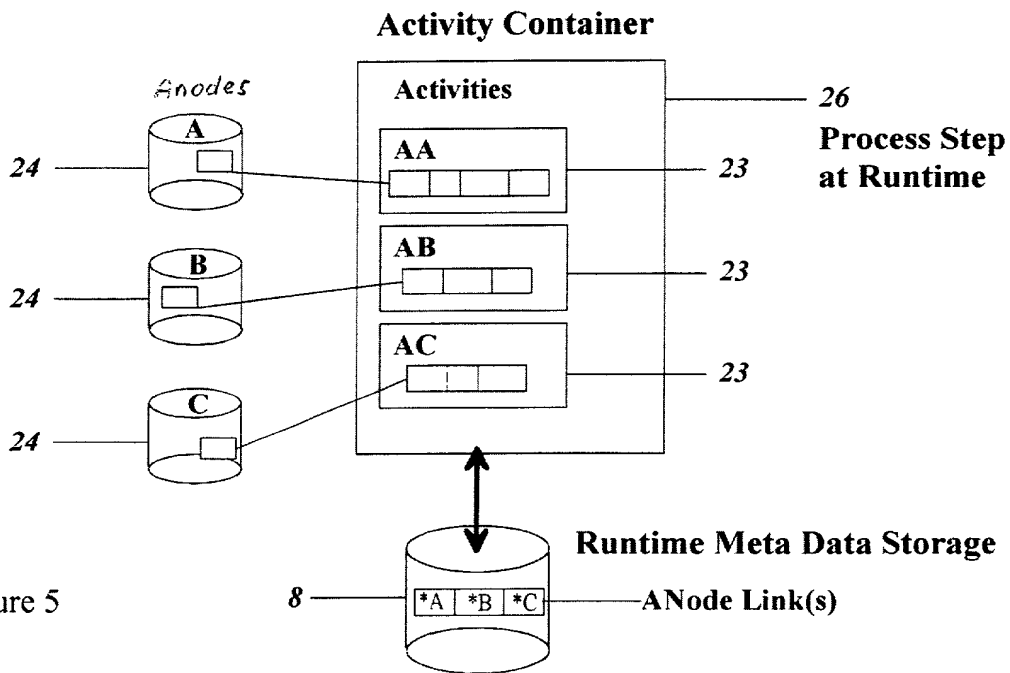 Activity Container
Anodes
Activities
26
Process Step
at Runtime
A
24
AA
23
B
24
AB
23
C
24
AC
23
Runtime Meta Data Storage
ure 5
8
*A *B *C
ANode Link(s)